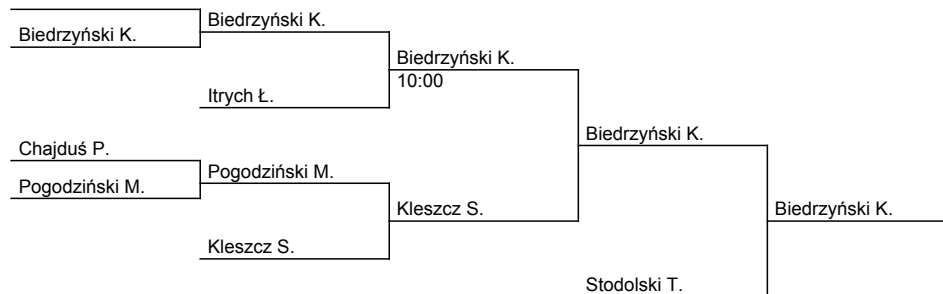 Biedrzyński K.
Biedrzyński K.
Biedrzyński K.
10:00
Itrych Ł.
Biedrzyński K.
Chajduś P.
Pogodziński M.
Pogodziński M.
Kleszcz S.
Biedrzyński K.
Kleszcz S.
Stodolski T.